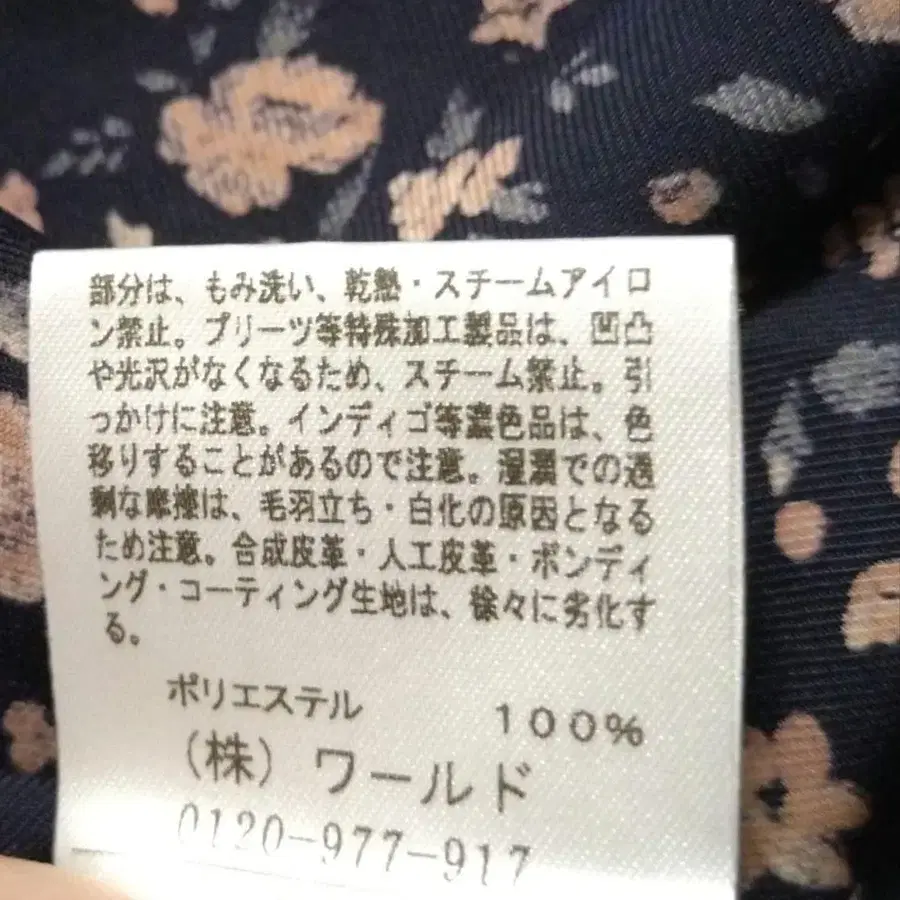 部分は、もみ洗い、乾熱・スチームアイロ
ン禁止。プリーツ等特殊加工製品は、凹凸
や光沢がなくなるため、スチーム禁止。引
っかけに注意。インディゴ等濃色品は、色
移りすることがあるので注意。湿潤での過
剰な摩擦は、毛羽立ち・白化の原因となる
ため注意。合成皮革・人工皮革・ボンディ
ング・コーティング生地は、徐々に劣化す
る。
ポリエステル 100%
(株) ワールド
0120-977-917